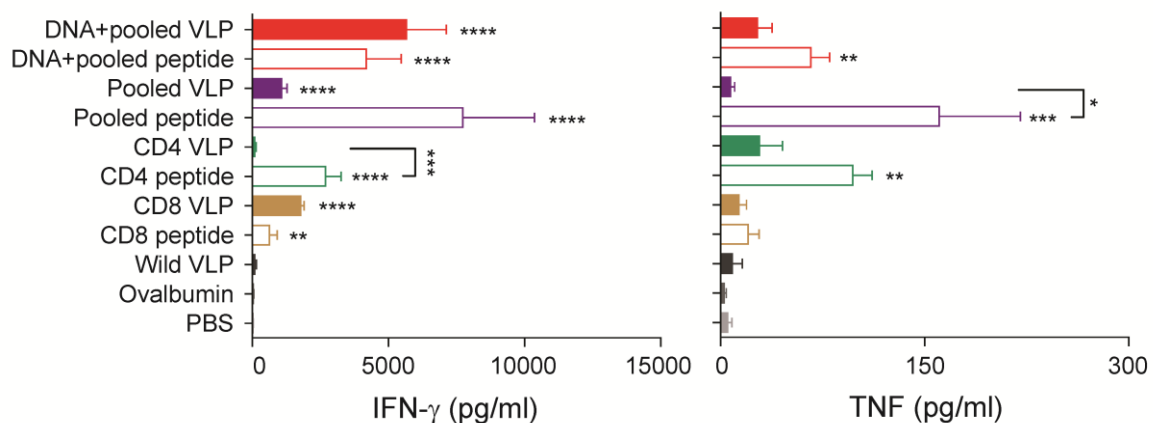 DNA+pooled VLP
****
DNA+pooled peptide
****
**
Pooled VLP
****
*
Pooled peptide
****
***
CD4 VLP
***
CD4 peptide
****
**
CD8 VLP
****
CD8 peptide
**
Wild VLP
Ovalbumin
PBS
0 5000 10000 15000
0 150 300
IFN-γ (pg/ml)
TNF (pg/ml)